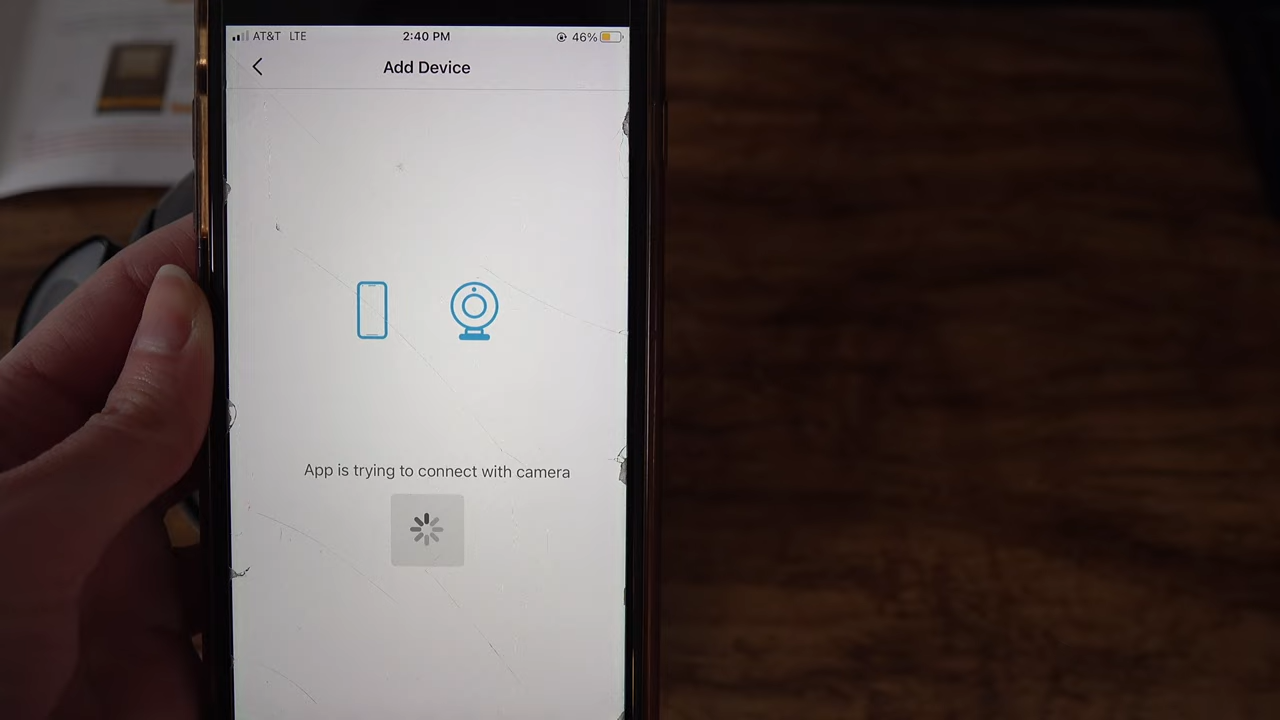 AT&T LTE 2:40 PM 46%
Add Device
App is trying to connect with camera